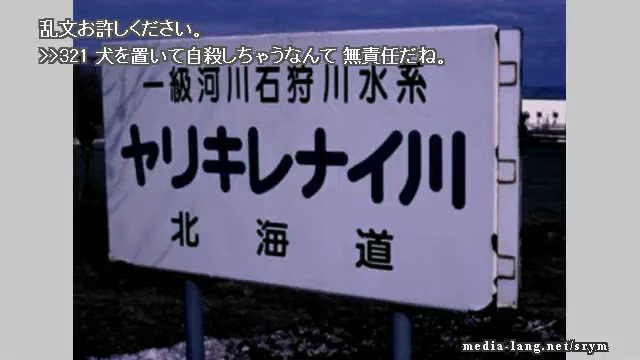 乱文お許しください。
>>321 犬を置いて自殺しちゃうなんて 無責任だね。
一級河川石狩川水系
ヤリキレナイ川
北海道
media-lang.net/srym